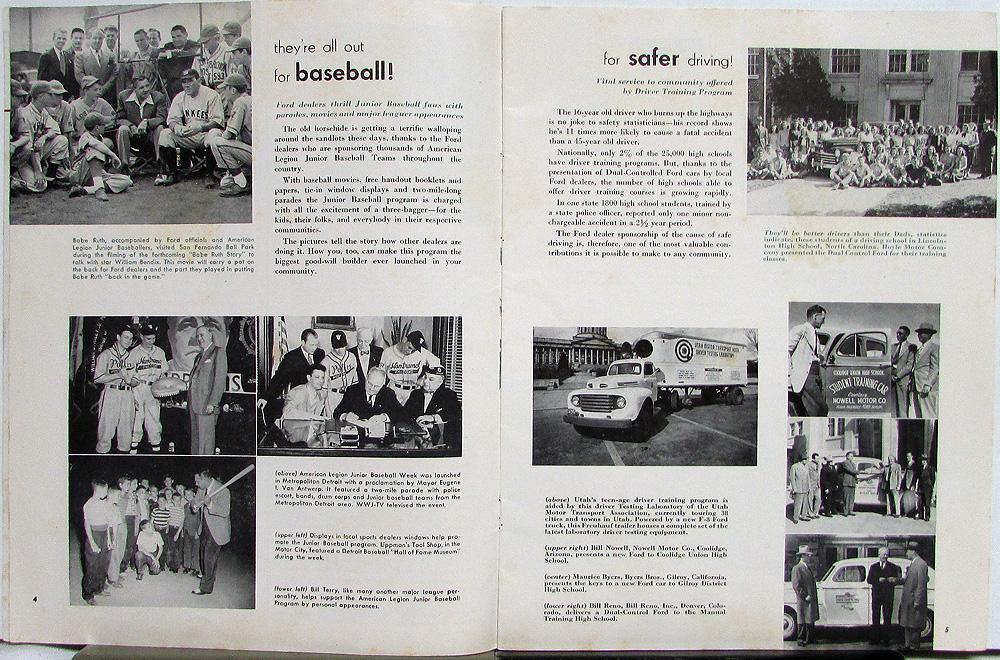 they're all out
for baseball!
Ford dealers thrill Junior Baseball fans with
parades, movies and major leaguer appearances
The old horsehide is getting a terrific walloping
around the sandlots these days, thanks to the Ford
dealers who are sponsoring thousands of American
Legion Junior Baseball Teams throughout the
country.
With baseball movies, free handout booklets and
papers, tie-in window displays and two-mile-long
parades the Junior Baseball program is charged
with all the excitement of a three-bagger—for the
kids, their folks, and everybody in their respective
communities.
The pictures tell the story how other dealers are
doing it. How you, too, can make this program the
biggest good-will builder ever launched in your
community.
YANKEES
Babe Ruth, accompanied by Ford officials and American
Legion Junior Baseballers, visited San Fernando Ball Park
during the filming of the forthcoming "Babe Ruth Story" to
talk with star William Bendix. This movie will carry a pat on
the back for Ford dealers and the part they played in putting
Babe Ruth "back in the game."
(above) American Legion Junior Baseball Week was launched
in Metropolitan Detroit with a proclamation by Mayor Eugene
I. Van Antwerp. It featured a two-mile parade with police
escort, bands, drum corps and Junior baseball teams from the
Metropolitan Detroit area. WWJ-TV televised the event.
(upper left) Displays in local sports dealers windows help pro-
mote the Junior Baseball program. Lippman's Tool Shop, in the
Motor City, featured a Detroit Baseball "Hall of Fame Museum"
during the week.
(lower left) Bill Terry, like many another major league per-
sonality, helps support the American Legion Junior Baseball
Program by personal appearances.
4
for safer driving!
Vital service to community offered
by Driver Training Program
The 16-year old driver who burns up the highways
is no joke to safety statisticians—his record shows
he's 11 times more likely to cause a fatal accident
than a 45-year old driver.
Nationally, only 2% of the 25,000 high schools
have driver training programs. But, thanks to the
presentation of Dual-Controlled Ford cars by local
Ford dealers, the number of high schools able to
offer driver training courses is growing rapidly.
In one state 1800 high school students, trained by
a state police officer, reported only one minor non-
chargeable accident in a 2½ year period.
The Ford dealer sponsorship of the cause of safe
driving is, therefore, one of the most valuable con-
tributions it is possible to make to any community.
They'll be better drivers than their Dads, statistics
indicate, those students of a driving school in Lincoln-
ton High School, North Carolina. Hoyle Motor Com-
pany presented the Dual-Control Ford for their training
classes.
UTAH MOTOR TRANSPORT ASS'N
DRIVER TESTING LABORATORY
COOLIDGE UNION HIGH SCHOOL
STUDENT TRAINING CAR
Courtesy
NOWELL MOTOR CO
YOUR FRIENDLY FORD DEALER
(above) Utah's teen-age driver training program is
aided by this driver Testing Laboratory of the Utah
Motor Transport Association, currently touring 38
cities and towns in Utah. Powered by a new F-8 Ford
truck, this Freuhauf trailer houses a complete set of the
latest laboratory driver testing equipment.
(upper right) Bill Nowell, Nowell Motor Co., Coolidge,
Arizona, presents a new Ford to Coolidge Union High
School.
(center) Maurice Byers, Byers Bros., Gilroy, California,
presents the keys to a new Ford car to Gilroy District
High School.
(lower right) Bill Reno, Bill Reno, Inc., Denver, Colo-
rado, delivers a Dual-Control Ford to the Manual
Training High School.
5